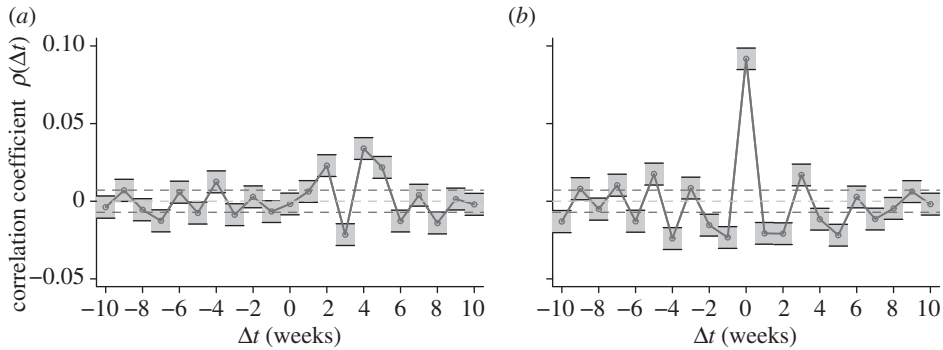 (a) (b)
correlation coefficient ρ(Δt)
0.10
0.05
0
−0.05
−10 −8 −6 −4 −2 0 2 4 6 8 10 −10 −8 −6 −4 −2 0 2 4 6 8 10
Δt (weeks) Δt (weeks)